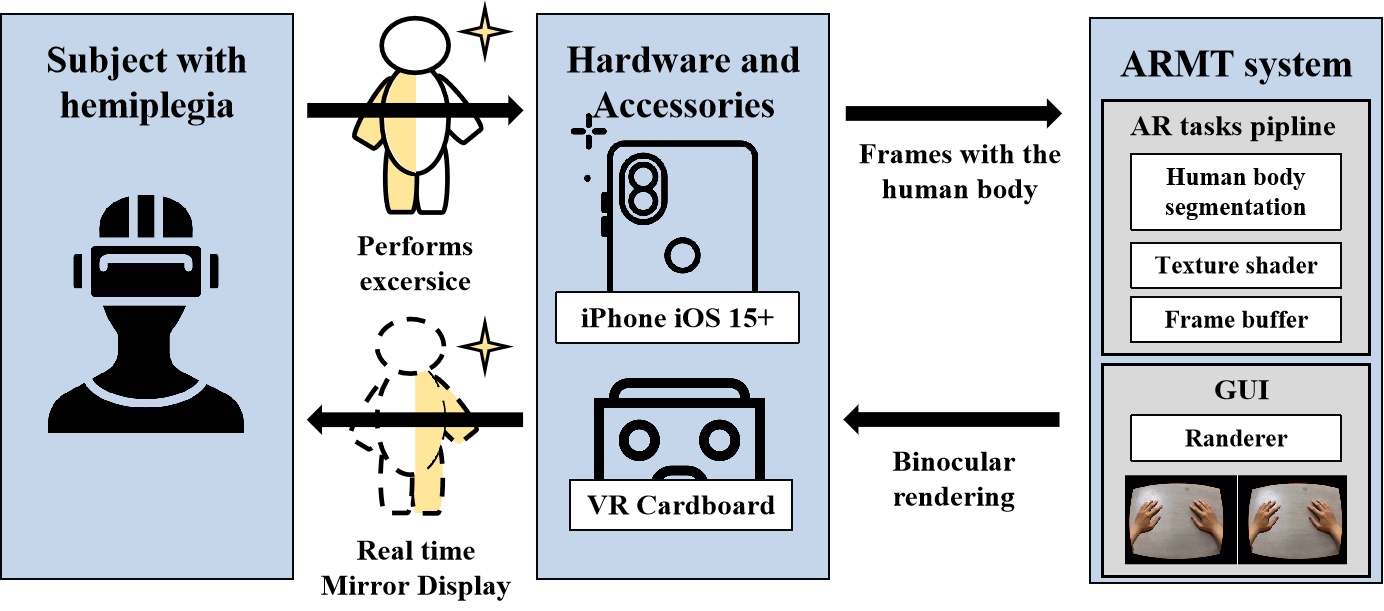 Subject with
hemiplegia
Performs
excersice
Real time
Mirror Display
Hardware and
Accessories
iPhone iOS 15+
VR Cardboard
Frames with the
human body
Binocular
rendering
ARMT system
AR tasks pipline
Human body
segmentation
Texture shader
Frame buffer
GUI
Randerer